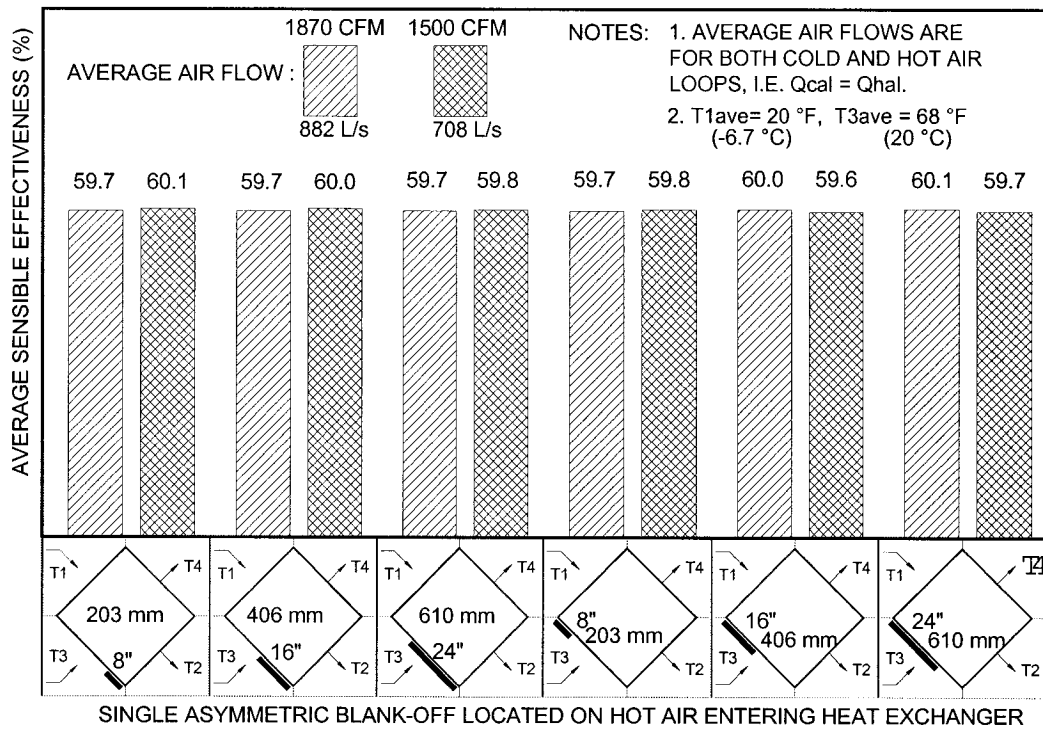 AVERAGE SENSIBLE EFFECTIVENESS (%)
1870 CFM 1500 CFM
AVERAGE AIR FLOW :
882 L/s 708 L/s
NOTES: 1. AVERAGE AIR FLOWS ARE
FOR BOTH COLD AND HOT AIR
LOOPS, I.E. Qcal = Qhal.
2. T1ave= 20 °F, T3ave = 68 °F
(-6.7 °C) (20 °C)
59.7 60.1 59.7 60.0 59.7 59.8 59.7 59.8 60.0 59.6 60.1 59.7
T1 T4
203 mm
T3 8" T2
T1 T4
406 mm
T3 16" T2
T1 T4
610 mm
T3 24" T2
T1 T4
8"
203 mm
T3 T2
T1 T4
16"
406 mm
T3 T2
T1 T4
24"
610 mm
T3 T2
SINGLE ASYMMETRIC BLANK-OFF LOCATED ON HOT AIR ENTERING HEAT EXCHANGER